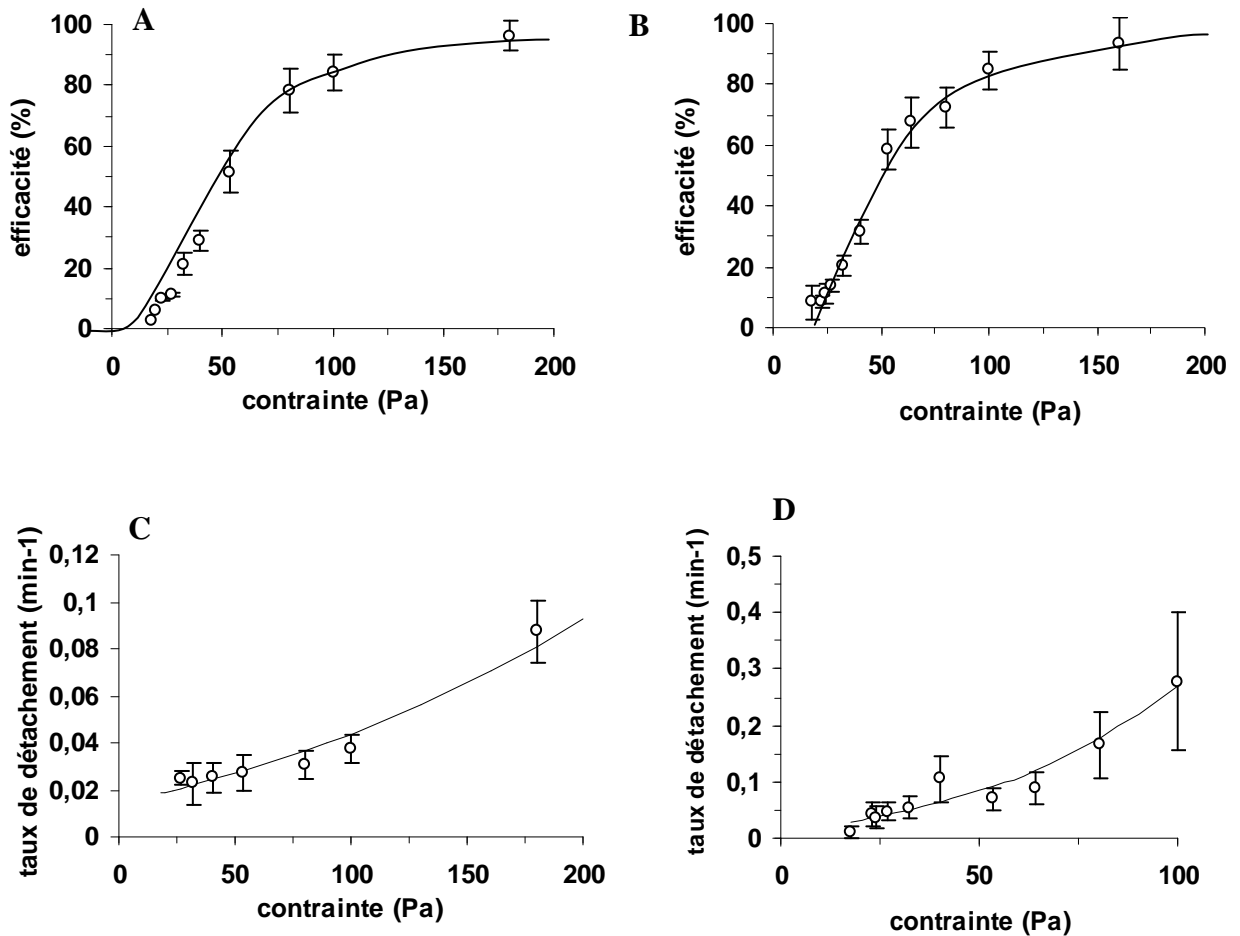 A
100
80
60
40
20
0
efficacité (%)
0 50 100 150 200
contrainte (Pa)
B
100
80
60
40
20
0
efficacité (%)
0 50 100 150 200
contrainte (Pa)
C
0,12
0,1
0,08
0,06
0,04
0,02
0
taux de détachement (min-1)
0 50 100 150 200
contrainte (Pa)
D
0,5
0,4
0,3
0,2
0,1
0
taux de détachement (min-1)
0 50 100
contrainte (Pa)